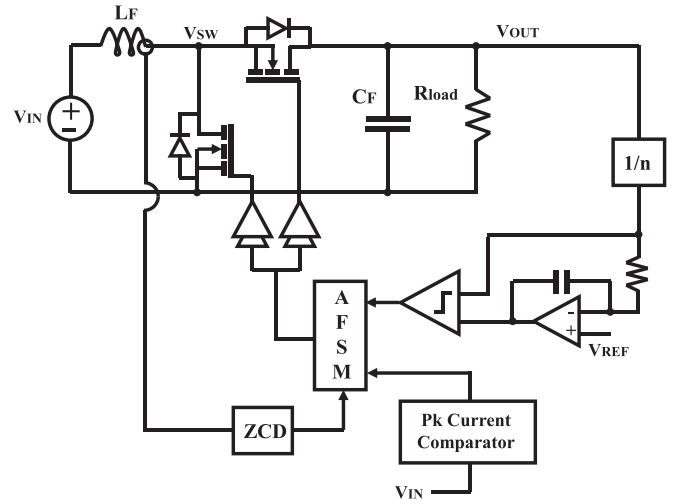 LF
VSW
VOUT
VIN
+
-
CF
Rload
1/n
A
F
S
M
-
+
VREF
ZCD
Pk Current
Comparator
VIN